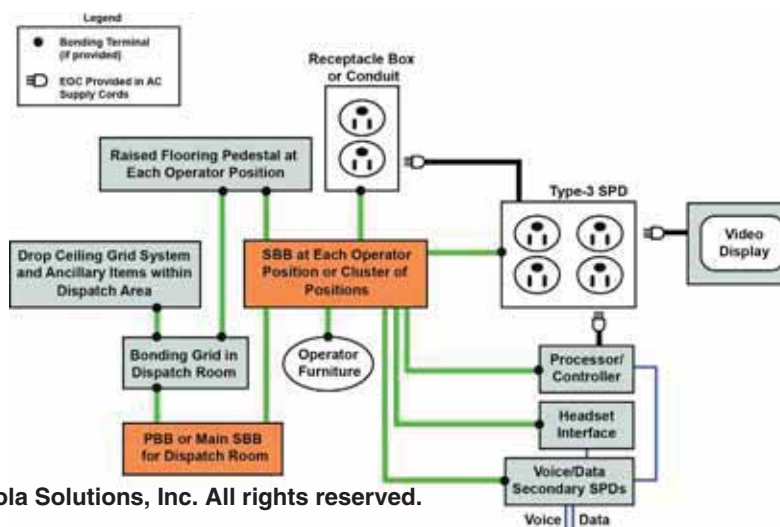 Legend
Bonding Terminal
(if provided)
EGC Provided in AC
Supply Cords
Receptacle Box
or Conduit
Raised Flooring Pedestal at
Each Operator Position
Type-3 SPD
Video
Display
Drop Ceiling Grid System
and Ancillary Items within
Dispatch Area
SBB at Each Operator
Position or Cluster of
Positions
Bonding Grid in
Dispatch Room
Operator
Furniture
Processor/
Controller
Headset
Interface
PBB or Main SBB
for Dispatch Room
Voice/Data
Secondary SPDs
ola Solutions, Inc. All rights reserved.
Voice
Data